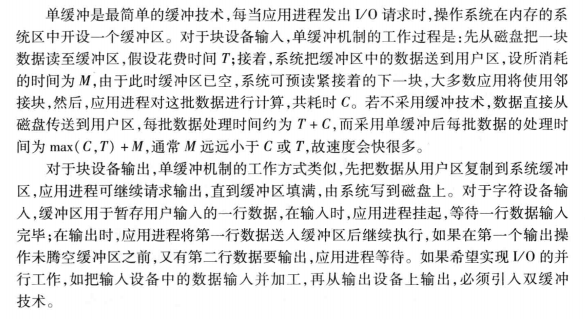 单缓冲是最简单的缓冲技术,每当应用进程发出 I/O 请求时,操作系统在内存的系
统区中开设一个缓冲区。对于块设备输入,单缓冲机制的工作过程是:先从磁盘把一块
数据读至缓冲区,假设花费时间 T;接着,系统把缓冲区中的数据送到用户区,设所消耗
的时间为 M,由于此时缓冲区已空,系统可预读紧接着的下一块,大多数应用将使用邻
接块,然后,应用进程对这批数据进行计算,共耗时 C。若不采用缓冲技术,数据直接从
磁盘传送到用户区,每批数据处理时间约为 T + C,而采用单缓冲后每批数据的处理时
间为 max(C,T) + M,通常 M 远远小于 C 或 T,故速度会快很多。
对于块设备输出,单缓冲机制的工作方式类似,先把数据从用户区复制到系统缓冲
区,应用进程可继续请求输出,直到缓冲区填满,由系统写到磁盘上。对于字符设备输
入,缓冲区用于暂存用户输入的一行数据,在输入时,应用进程挂起,等待一行数据输入
完毕;在输出时,应用进程将第一行数据送入缓冲区后继续执行,如果在第一个输出操
作未腾空缓冲区之前,又有第二行数据要输出,应用进程等待。如果希望实现 I/O 的并
行工作,如把输入设备中的数据输入并加工,再从输出设备上输出,必须引入双缓冲
技术。